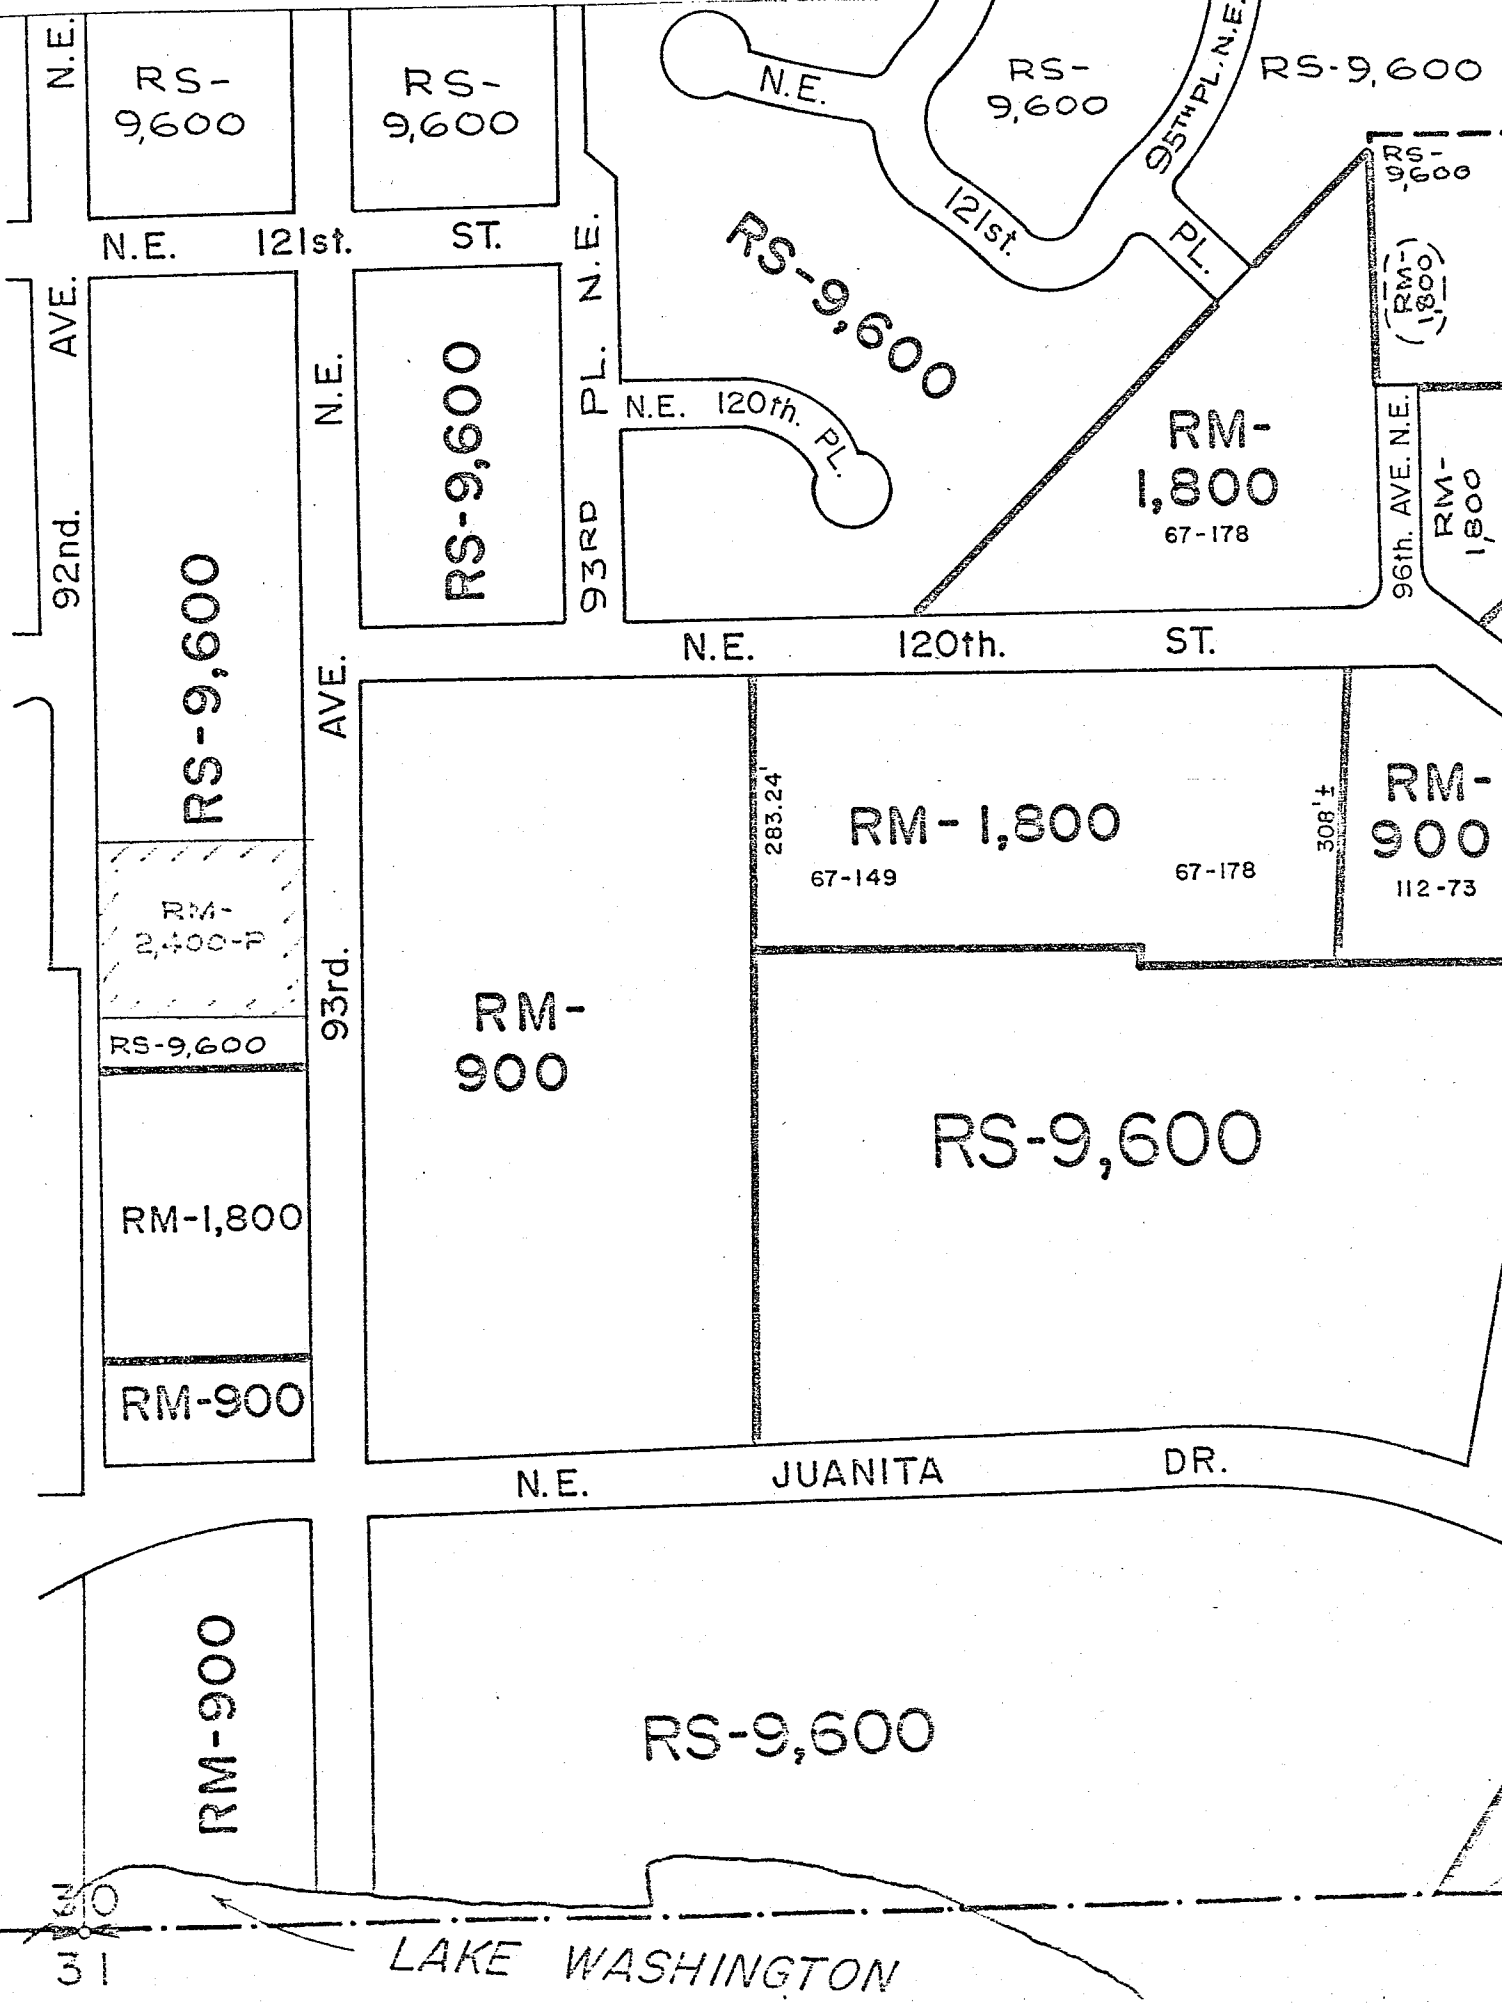 N.E.
RS-
9,600
RS-
9,600
N.E.
RS-
9,600
95TH PL. N.E.
RS-9,600
RS-
9,600
N.E. 121st. ST.
121st.
PL.
RS-9,600
(RM-
1,800)
AVE.
92nd.
RS-9,600
N.E.
RS-9,600
93RD PL. N.E.
N.E. 120th. PL.
RM-
1,800
67-178
96th. AVE. N.E.
RM-
1,800
N.E. 120th. ST.
AVE.
93rd.
283.24'
RM-1,800
67-149
67-178
308'±
RM-
900
112-73
RM-
2,400-P
RS-9,600
RM-
900
RS-9,600
RM-1,800
RM-900
N.E. JUANITA DR.
RM-900
RS-9,600
30
31
LAKE WASHINGTON